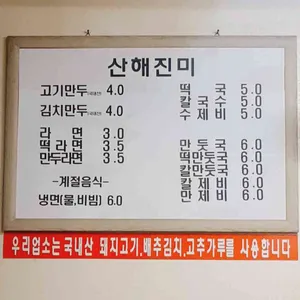 산해진미
고기만두 4.0
김치만두 4.0
라면 3.0
떡라면 3.5
만두라면 3.5
-계절음식-
냉면(물,비빔) 6.0
떡국 5.0
칼국수 5.0
수제비 5.0
만둣국 6.0
떡만둣국 6.0
칼만둣국 6.0
칼제비 6.0
만제비 6.0
우리업소는 국내산 돼지고기,배추김치,고추가루를 사용합니다